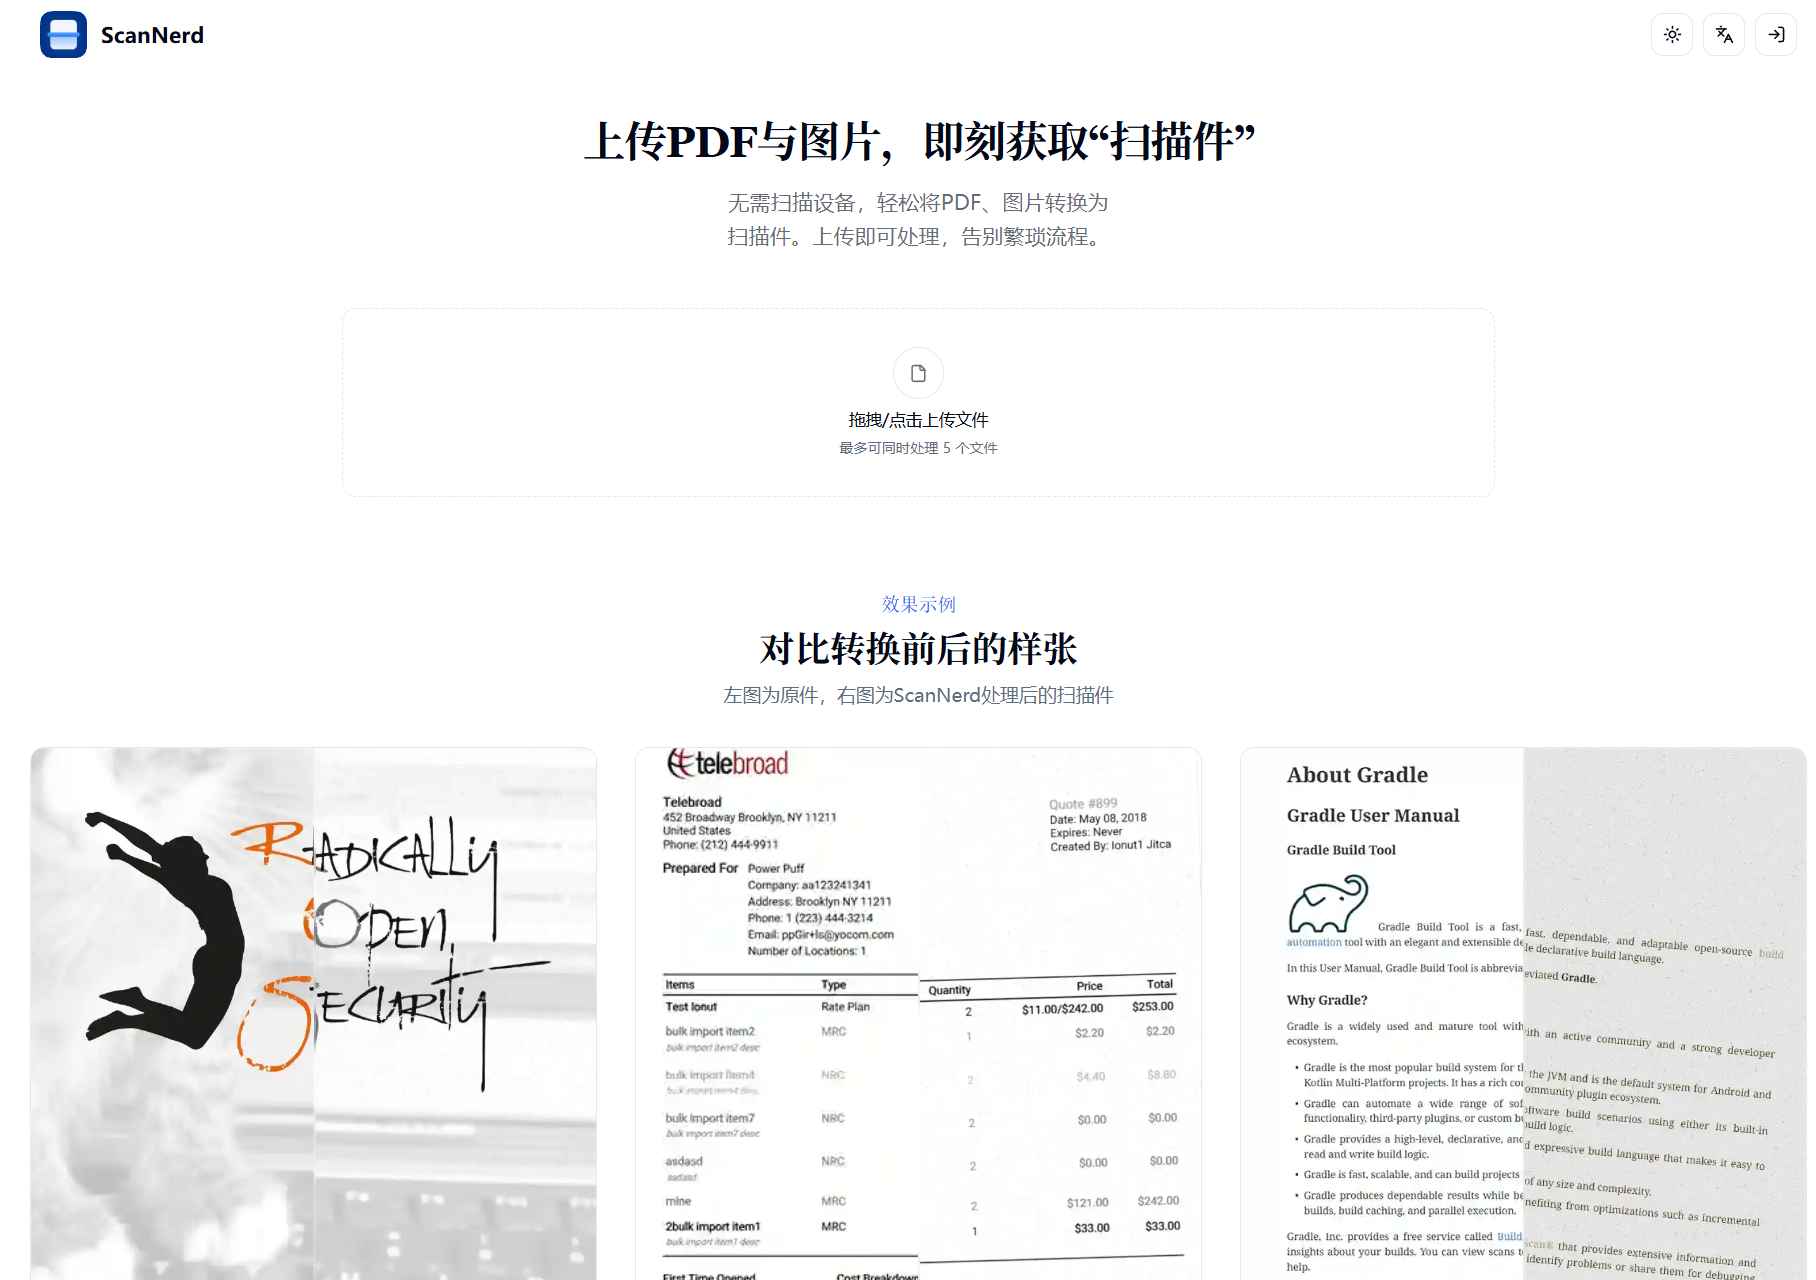 ScanNerd
上传PDF与图片，即刻获取“扫描件”
无需扫描设备，轻松将PDF、图片转换为
扫描件。上传即可处理，告别繁琐流程。
拖拽/点击上传文件
最多可同时处理 5 个文件
效果示例
对比转换前后的样张
左图为原件，右图为ScanNerd处理后的扫描件
RADICALLY
OPEN
SECURITY
telebroad
Telebroad
452 Broadway Brooklyn, NY 11211
United States
Phone: (212) 444-9911
Quote #899
Date: May 08, 2018
Expires: Never
Created By: Ionut1 Jitca
Prepared For Power Puff
Company: aa123241341
Address: Brooklyn NY 11211
Phone: 1 (223) 444-3214
Email: ppGirl+ls@yocom.com
Number of Locations: 1
Items Type Quantity Price Total
Test Ionut Rate Plan 2 $11.00/$242.00 $253.00
bulk import item2 MRC 1 $2.20 $2.20
bulk import item2 desc
bulk import item4 NRC 2 $4.40 $8.80
bulk import item4 desc
bulk import item7 NRC 2 $0.00 $0.00
bulk import item7 desc
asdasd NRC 2 $0.00 $0.00
asdasd
mine MRC 2 $121.00 $242.00
2bulk import item1 MRC 1 $33.00 $33.00
bulk import item1 desc
First Time Opened Cost Breakdown
About Gradle
Gradle User Manual
Gradle Build Tool
Gradle Build Tool is a fast, fast, dependable, and adaptable open-source build
automation tool with an elegant and extensible de le declarative build language.
In this User Manual, Gradle Build Tool is abbrevia eviated Gradle.
Why Gradle?
Gradle is a widely used and mature tool with ith an active community and a strong developer
ecosystem.
• Gradle is the most popular build system for t the JVM and is the default system for Android and
Kotlin Multi-Platform projects. It has a rich co ommunity plugin ecosystem.
• Gradle can automate a wide range of sof oftware build scenarios using either its built-in
functionality, third-party plugins, or custom b uild logic.
• Gradle provides a high-level, declarative, and d expressive build language that makes it easy to
read and write build logic.
• Gradle is fast, scalable, and can build projects of any size and complexity.
• Gradle produces dependable results while be nefiting from optimizations such as incremental
builds, build caching, and parallel execution.
Gradle, Inc. provides a free service called Build Scan® that provides extensive information and
insights about your builds. You can view scans t identify problems or share them for debugging
help.